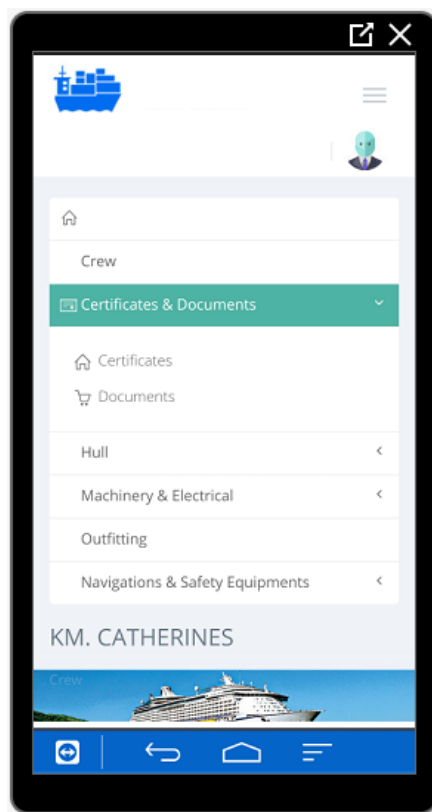 Crew
Certificates & Documents
Certificates
Documents
Hull
Machinery & Electrical
Outfitting
Navigations & Safety Equipments
KM. CATHERINES
Crew